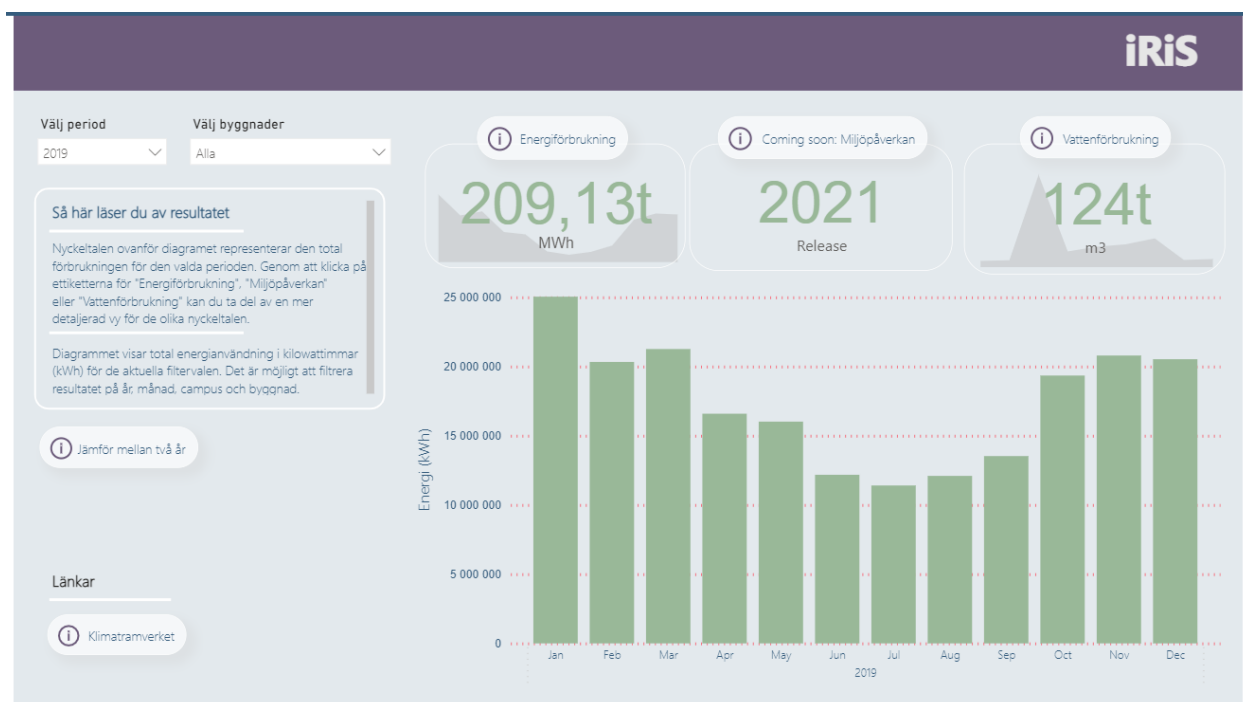 iRiS
Välj period
Välj byggnader
2019
Alla
Så här läser du av resultatet
Nyckeltalen ovanför diagramet representerar den total
förbrukningen för den valda perioden. Genom att klicka på
ettiketterna för "Energiförbrukning", "Miljöpåverkan"
eller "Vattenförbrukning" kan du ta del av en mer
detaljerad vy för de olika nyckeltalen.
Diagrammet visar total energianvändning i kilowattimmar
(kWh) för de aktuella filtervalen. Det är möjligt att filtrera
resultatet på år, månad, campus och byggnad.
Jämför mellan två år
Länkar
Klimatramverket
Energiförbrukning
209,13t
MWh
Coming soon: Miljöpåverkan
2021
Release
Vattenförbrukning
124t
m3
Energi (kWh)
25 000 000
20 000 000
15 000 000
10 000 000
5 000 000
0
Jan Feb Mar Apr May Jun Jul Aug Sep Oct Nov Dec
2019